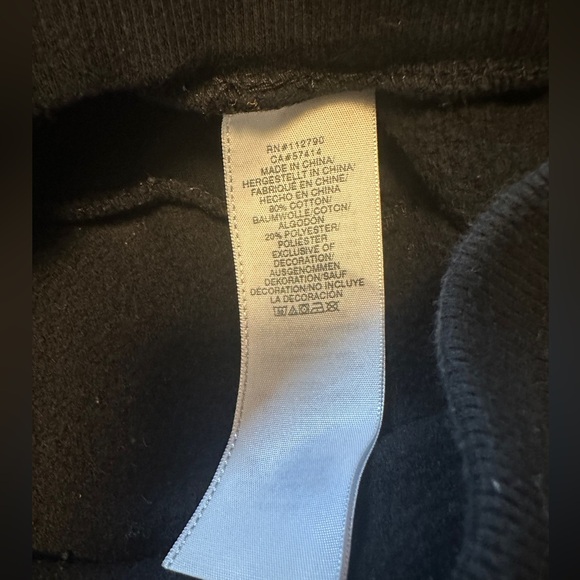 RN#112790
CA#57414
MADE IN CHINA/
HERGESTELLT IN CHINA/
FABRIQUÉ EN CHINE/
HECHO EN CHINA
80% COTTON/
BAUMWOLLE/COTON/
ALGODON
20% POLYESTER/
POLIESTER
EXCLUSIVE OF
DECORATION/
AUSGENOMMEN
DEKORATION/SAUF
DÉCORATION/NO INCLUYE
LA DECORACIÓN